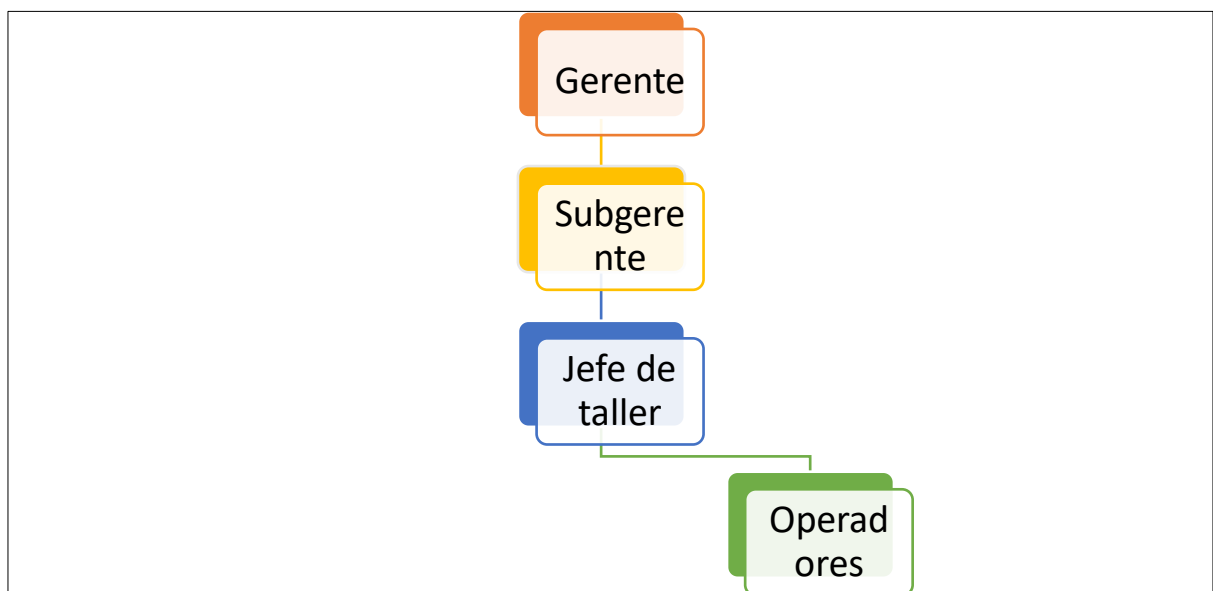 Gerente
Subgere
nte
Jefe de
taller
Operad
ores